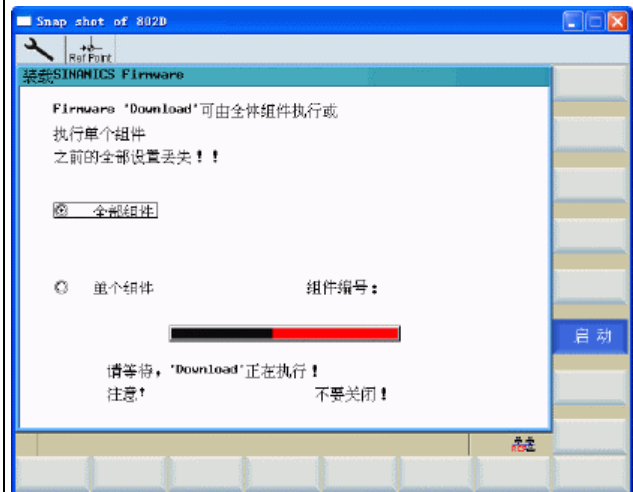 Snap shot of 802D
Ref Point
装载SINAMICS Firmware
Firmware 'Download'可由全体组件执行或
执行单个组件
之前的全部设置丢失！！
全部组件
单个组件 组件编号：
启动
请等待，'Download'正在执行！
注意! 不要关闭！